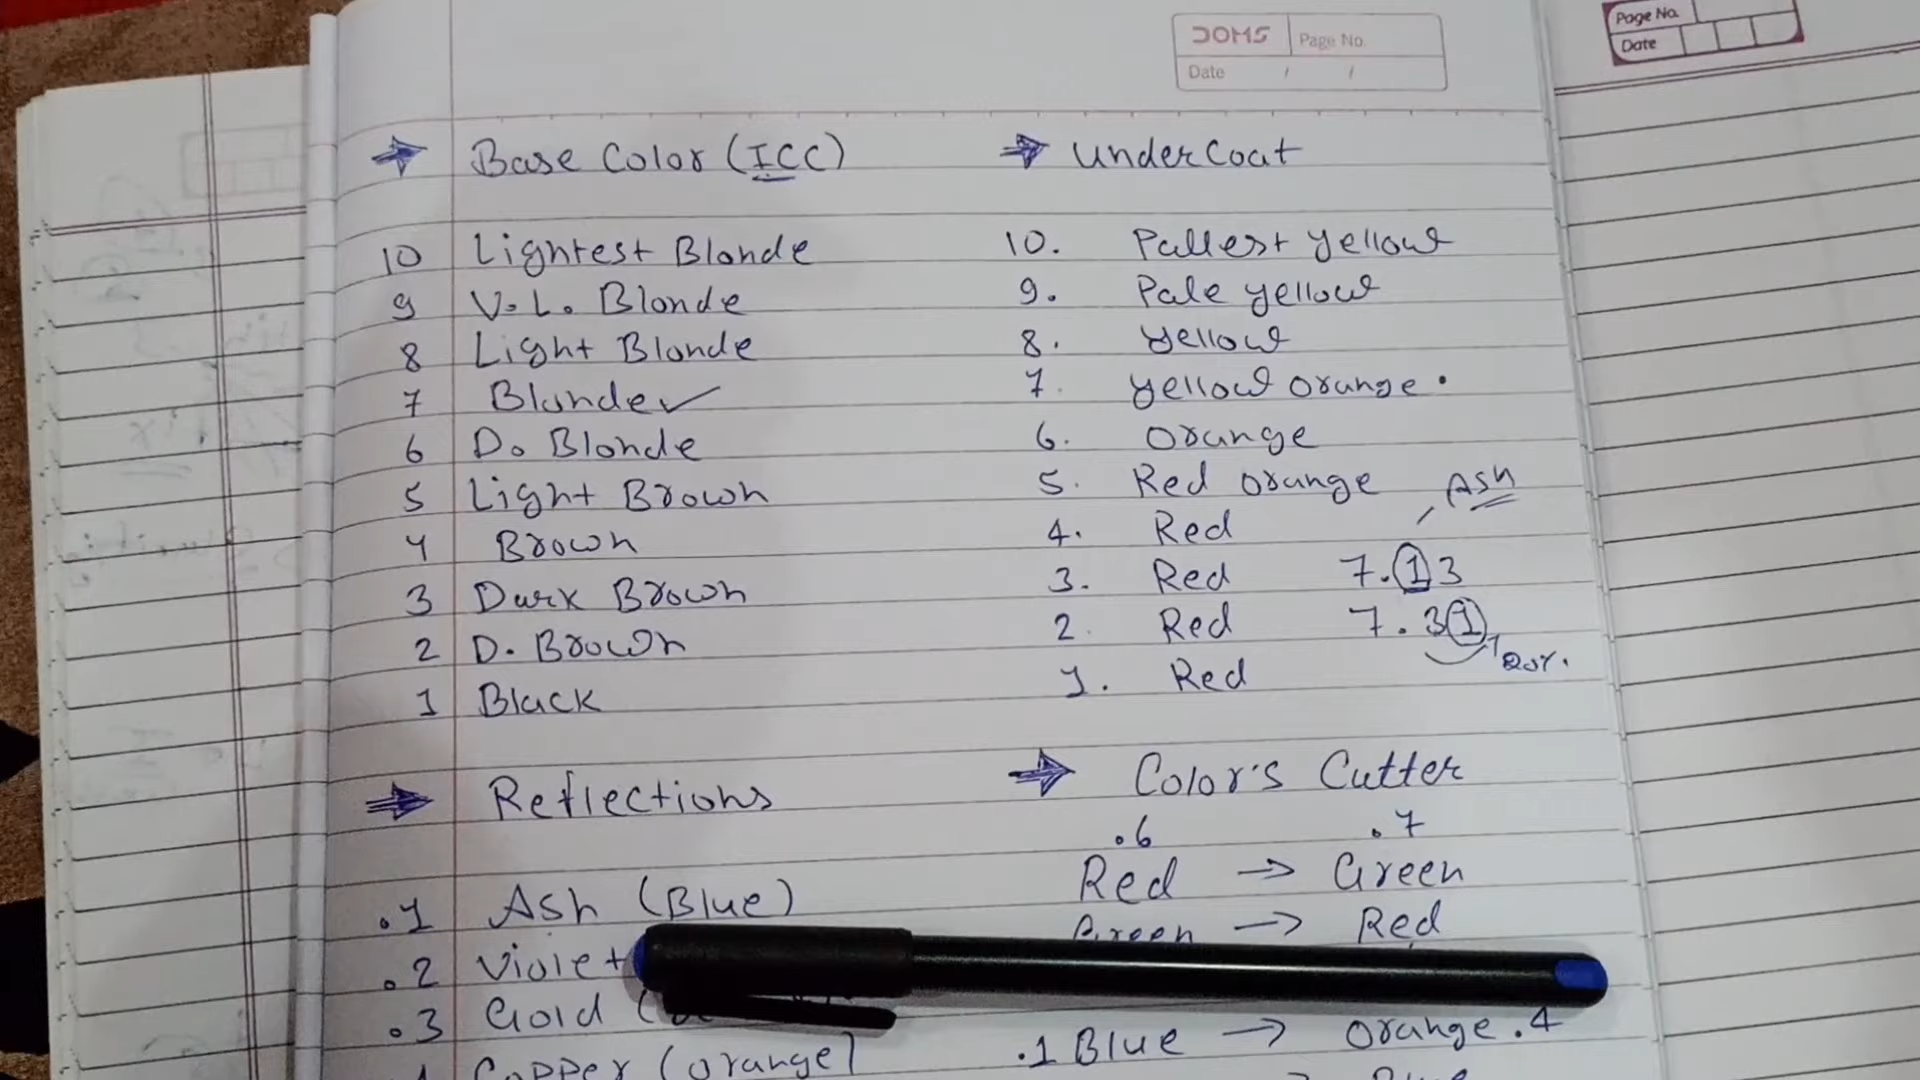 DOMS Page No.
Date / /
Page No.
Date
Base Color (ICC)
10 Lightest Blonde
9 V.L. Blonde
8 Light Blonde
7 Blonde
6 D. Blonde
5 Light Brown
4 Brown
3 Dark Brown
2 D. Brown
1 Black
Undercoat
10. Pallest yellow
9. Pale yellow
8. yellow
7. yellow orange
6. Orange
5. Red orange
4. Red
3. Red
2. Red
1. Red
Ash
7.13
7.31
20%.
Reflections
.1 Ash (Blue)
.2 Violet
.3 Gold (
Copper (orange)
Color's Cutter
.6 .7
Red → Green
Green → Red
.1 Blue → Orange .4